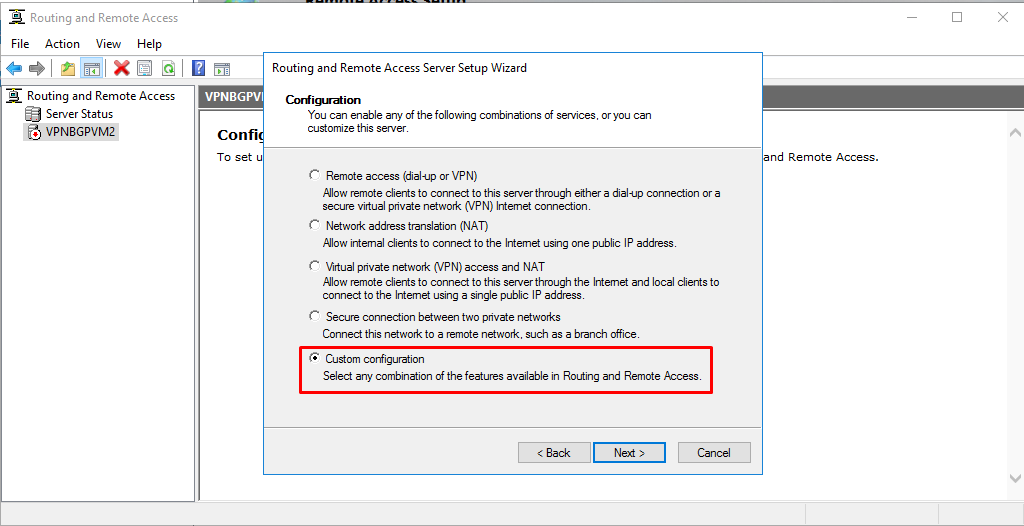 Remote Access Setup
Routing and Remote Access
File Action View Help
Routing and Remote Access
Server Status
VPNBGPVM2
To set u
and Remote Access.
Routing and Remote Access Server Setup Wizard
Configuration
You can enable any of the following combinations of services, or you can
customize this server.
Remote access (dial-up or VPN)
Allow remote clients to connect to this server through either a dial-up connection or a
secure virtual private network (VPN) Internet connection.
Network address translation (NAT)
Allow internal clients to connect to the Internet using one public IP address.
Virtual private network (VPN) access and NAT
Allow remote clients to connect to this server through the Internet and local clients to
connect to the Internet using a single public IP address.
Secure connection between two private networks
Connect this network to a remote network, such as a branch office.
Custom configuration
Select any combination of the features available in Routing and Remote Access.
< Back Next > Cancel